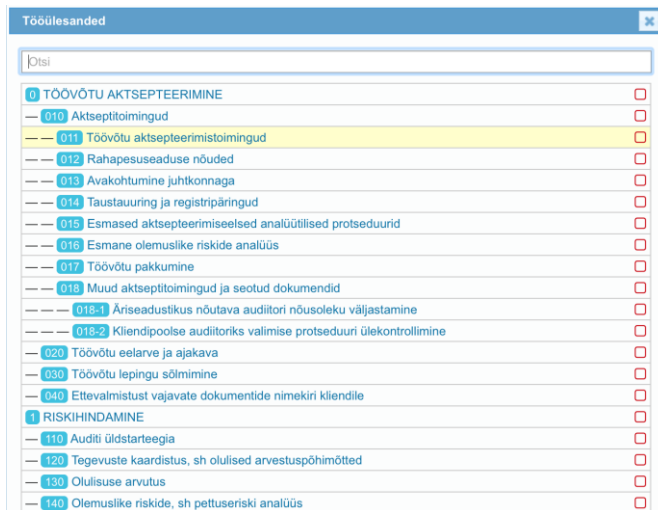 Tööülesanded
Otsi
0 TÖÖVÕTU AKTSEPTEERIMINE
— 010 Aktseptitoimingud
— — 011 Töövõtu aktsepteerimistoimingud
— — 012 Rahapesuseaduse nõuded
— — 013 Avakohtumine juhtkonnaga
— — 014 Taustauuring ja registripäringud
— — 015 Esmased aktsepteerimiseelsed analüütilised protseduurid
— — 016 Esmane olemuslike riskide analüüs
— — 017 Töövõtu pakkumine
— — 018 Muud aktseptitoimingud ja seotud dokumendid
— — — 018-1 Äriseadustikus nõutava audiitori nõusoleku väljastamine
— — — 018-2 Kliendipoolse audiitoriks valimise protseduuri ülekontrollimine
— 020 Töövõtu eelarve ja ajakava
— 030 Töövõtu lepingu sõlmimine
— 040 Ettevalmistust vajavate dokumentide nimekiri kliendile
1 RISKIHINDAMINE
— 110 Auditi üldstarteegia
— 120 Tegevuste kaardistus, sh olulised arvestuspõhimõtted
— 130 Olulisuse arvutus
— 140 Olemuslike riskide, sh pettuseriski analüüs